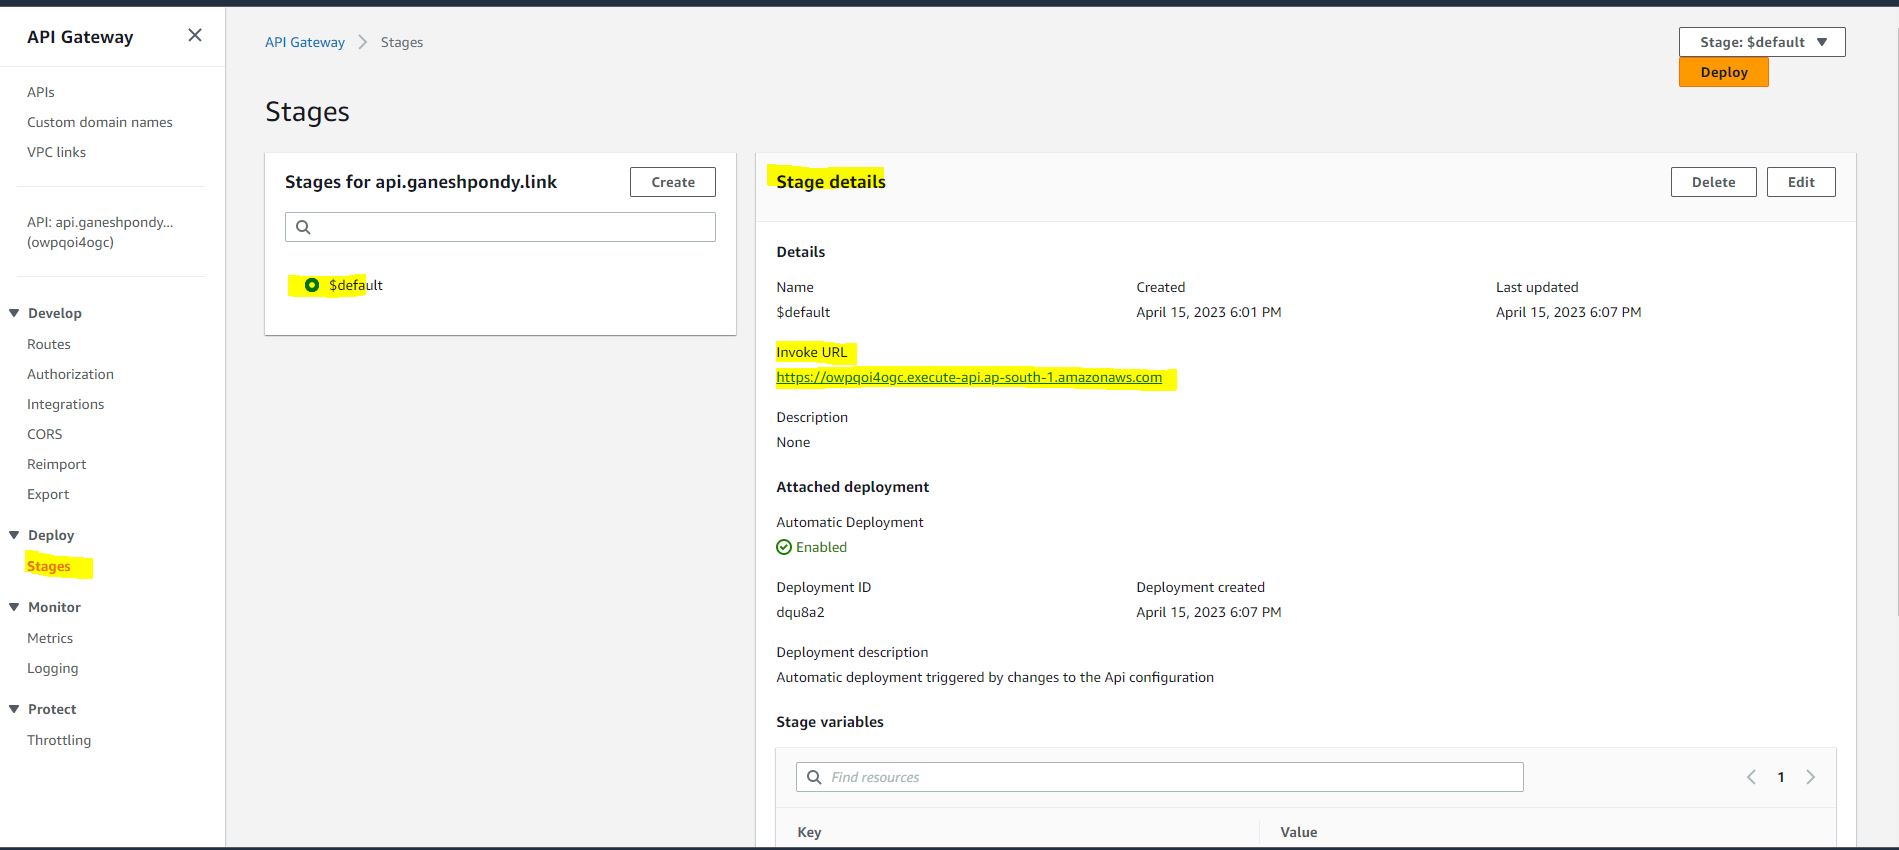 API Gateway
APIs
Custom domain names
VPC links
API: api.ganeshpondy...
(owpqoi4ogc)
Develop
Routes
Authorization
Integrations
CORS
Reimport
Export
Deploy
Stages
Monitor
Metrics
Logging
Protect
Throttling
API Gateway > Stages
Stage: $default
Deploy
Stages
Stages for api.ganeshpondy.link
Create
$default
Stage details
Delete
Edit
Details
Name
$default
Created
April 15, 2023 6:01 PM
Last updated
April 15, 2023 6:07 PM
Invoke URL
https://owpqoi4ogc.execute-api.ap-south-1.amazonaws.com
Description
None
Attached deployment
Automatic Deployment
Enabled
Deployment ID
dqu8a2
Deployment created
April 15, 2023 6:07 PM
Deployment description
Automatic deployment triggered by changes to the Api configuration
Stage variables
Find resources
1
Key
Value